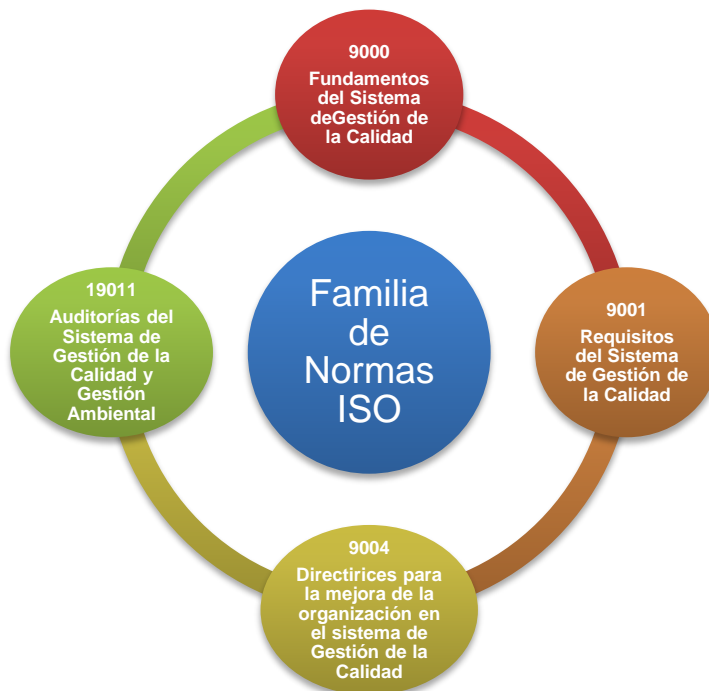 9000
Fundamentos
del Sistema
deGestión de
la Calidad
19011
Auditorías del
Sistema de
Gestión de la
Calidad y
Gestión
Ambiental
Familia
de
Normas
ISO
9001
Requisitos
del Sistema
de Gestión de
la Calidad
9004
Directirices para
la mejora de la
organización en
el sistema de
Gestión de la
Calidad